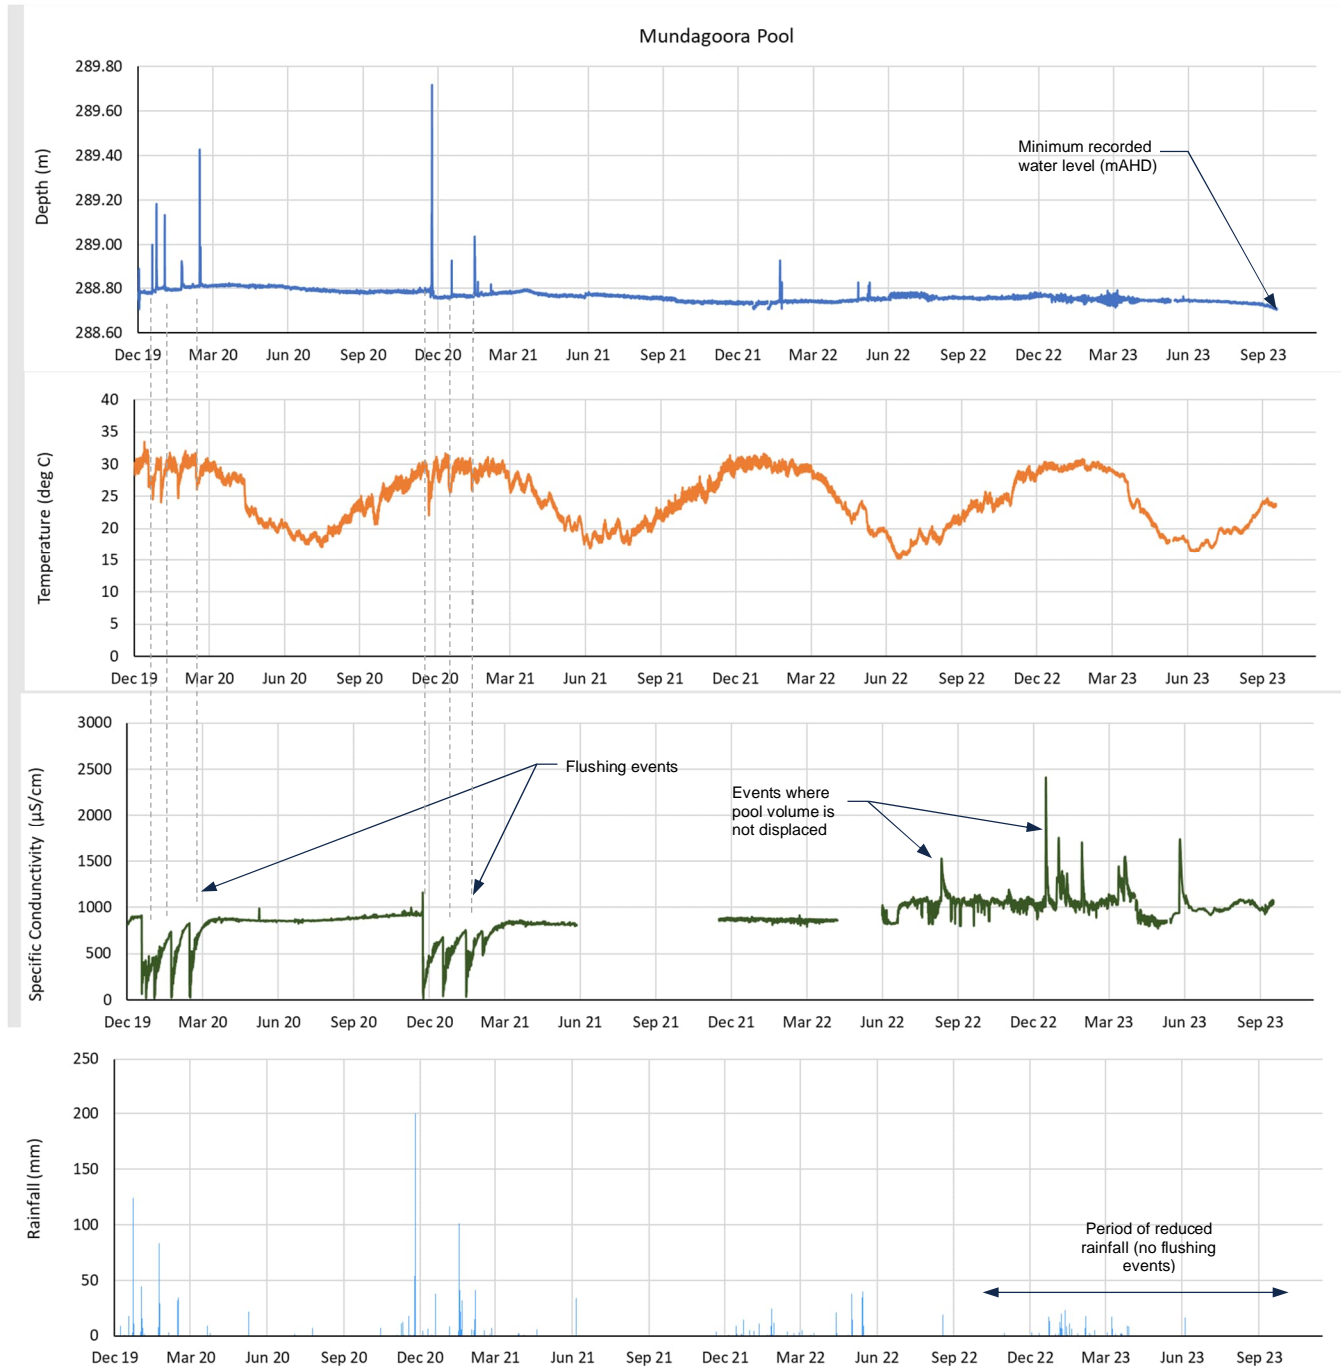 Mundagoora Pool
289.80
289.60
289.40
289.20
289.00
288.80
288.60
Depth (m)
Minimum recorded
water level (mAHD)
Dec 19 Mar 20 Jun 20 Sep 20 Dec 20 Mar 21 Jun 21 Sep 21 Dec 21 Mar 22 Jun 22 Sep 22 Dec 22 Mar 23 Jun 23 Sep 23
40
35
30
25
20
15
10
5
0
Temperature (deg C)
Dec 19 Mar 20 Jun 20 Sep 20 Dec 20 Mar 21 Jun 21 Sep 21 Dec 21 Mar 22 Jun 22 Sep 22 Dec 22 Mar 23 Jun 23 Sep 23
3000
2500
2000
1500
1000
500
0
Specific Condunctivity (µS/cm)
Flushing events
Events where
pool volume is
not displaced
Dec 19 Mar 20 Jun 20 Sep 20 Dec 20 Mar 21 Jun 21 Sep 21 Dec 21 Mar 22 Jun 22 Sep 22 Dec 22 Mar 23 Jun 23 Sep 23
250
200
150
100
50
0
Rainfall (mm)
Period of reduced
rainfall (no flushing
events)
Dec 19 Mar 20 Jun 20 Sep 20 Dec 20 Mar 21 Jun 21 Sep 21 Dec 21 Mar 22 Jun 22 Sep 22 Dec 22 Mar 23 Jun 23 Sep 23